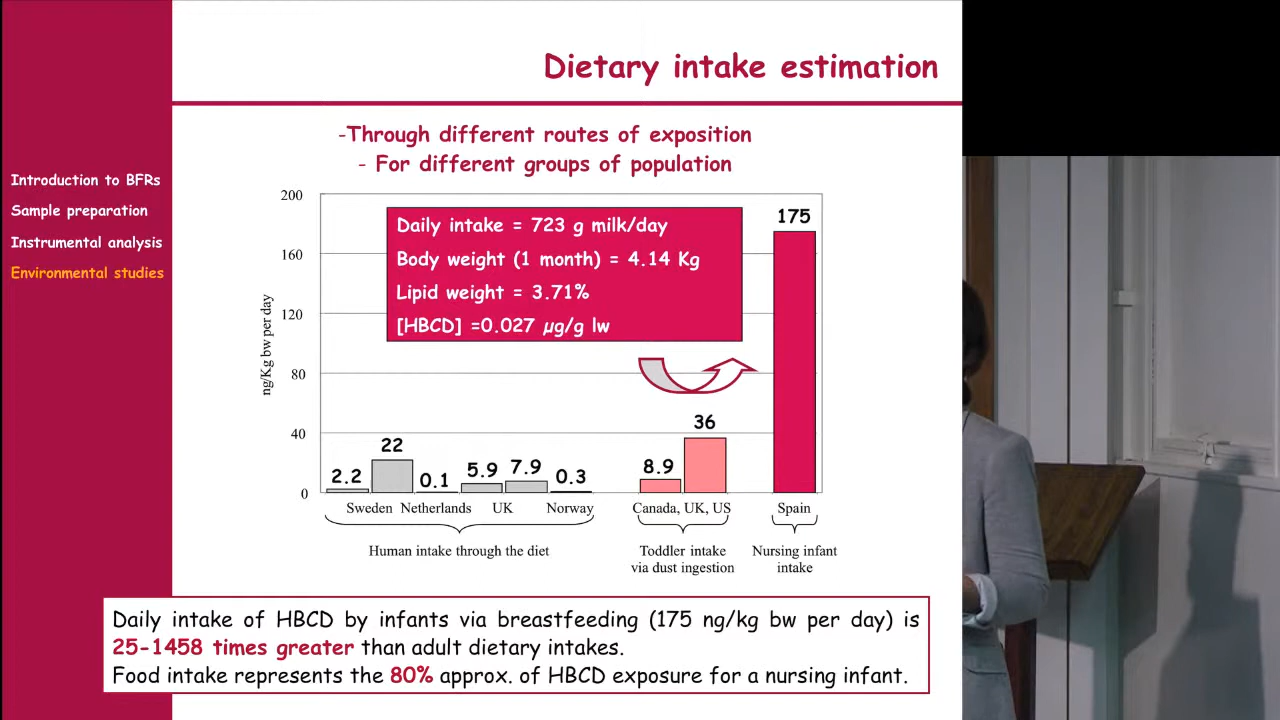 Dietary intake estimation
-Through different routes of exposition
- For different groups of population
Introduction to BFRs
Sample preparation
Instrumental analysis
Environmental studies
ng/Kg bw per day
200
160
120
80
40
0
Daily intake = 723 g milk/day
Body weight (1 month) = 4.14 Kg
Lipid weight = 3.71%
[HBCD] =0.027 µg/g lw
2.2
22
0.1
5.9
7.9
0.3
8.9
36
175
Sweden Netherlands UK Norway
Canada, UK, US
Spain
Human intake through the diet
Toddler intake
via dust ingestion
Nursing infant
intake
Daily intake of HBCD by infants via breastfeeding (175 ng/kg bw per day) is
25-1458 times greater than adult dietary intakes.
Food intake represents the 80% approx. of HBCD exposure for a nursing infant.